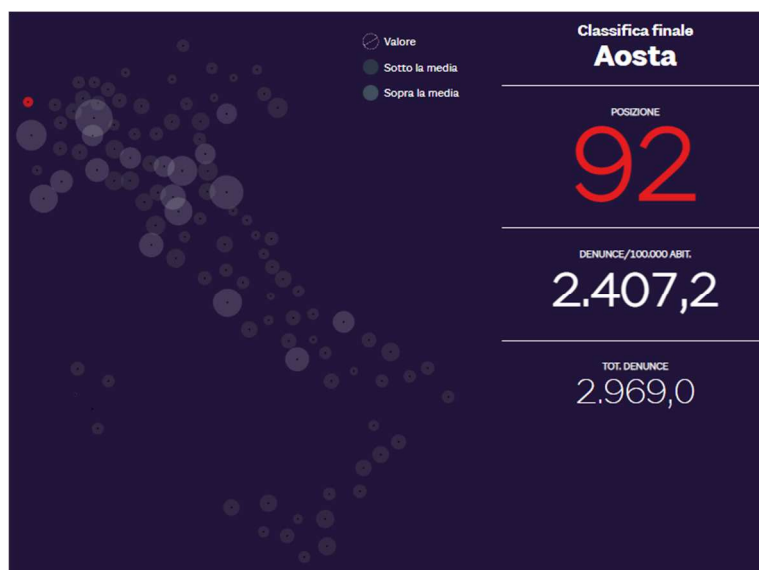 Valore
Sotto la media
Sopra la media
Classifica finale
Aosta
POSIZIONE
92
DENUNCE/100.000 ABIT.
2.407,2
TOT. DENUNCE
2.969,0